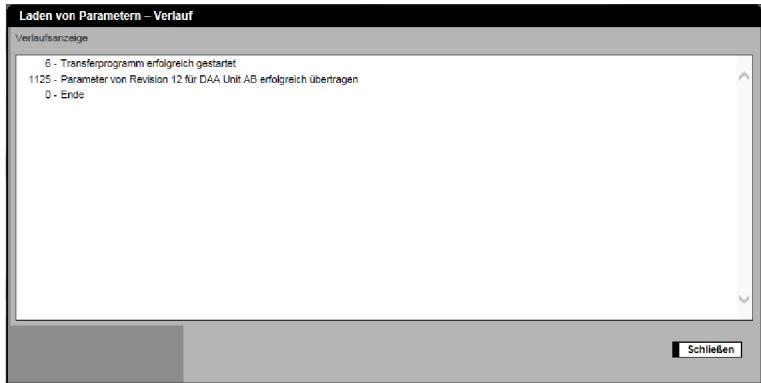 Laden von Parametern – Verlauf
Verlaufsanzeige
6 - Transferprogramm erfolgreich gestartet
1125 - Parameter von Revision 12 für DAA Unit AB erfolgreich übertragen
0 - Ende
Schließen